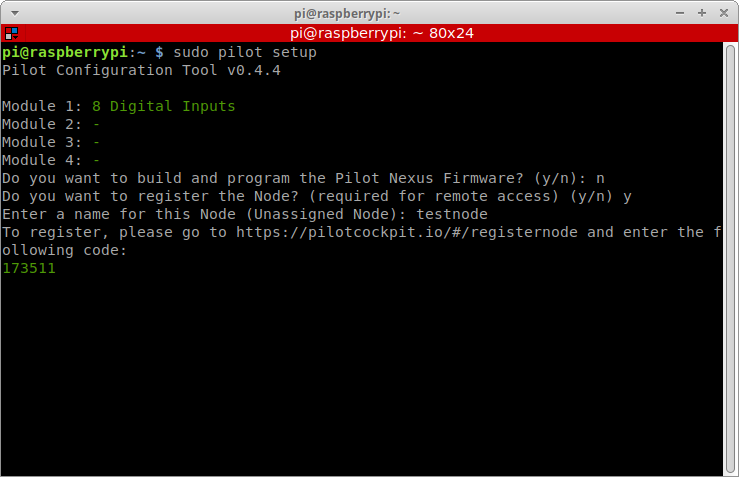 pi@raspberrypi: ~
pi@raspberrypi: ~ 80x24
pi@raspberrypi:~ $ sudo pilot setup
Pilot Configuration Tool v0.4.4
Module 1: 8 Digital Inputs
Module 2: -
Module 3: -
Module 4: -
Do you want to build and program the Pilot Nexus Firmware? (y/n): n
Do you want to register the Node? (required for remote access) (y/n) y
Enter a name for this Node (Unassigned Node): testnode
To register, please go to https://pilotcockpit.io/#/registernode and enter the f
ollowing code:
173511